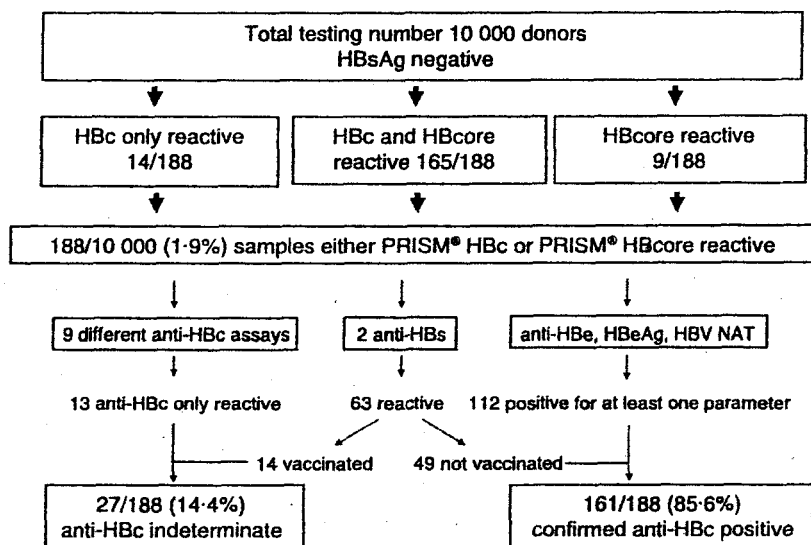 Total testing number 10 000 donors
HBsAg negative
HBc only reactive
14/188
HBc and HBcore
reactive 165/188
HBcore reactive
9/188
188/10 000 (1·9%) samples either PRISM® HBc or PRISM® HBcore reactive
9 different anti-HBc assays
2 anti-HBs
anti-HBe, HBeAg, HBV NAT
13 anti-HBc only reactive
63 reactive
112 positive for at least one parameter
14 vaccinated
49 not vaccinated
27/188 (14·4%)
anti-HBc indeterminate
161/188 (85·6%)
confirmed anti-HBc positive